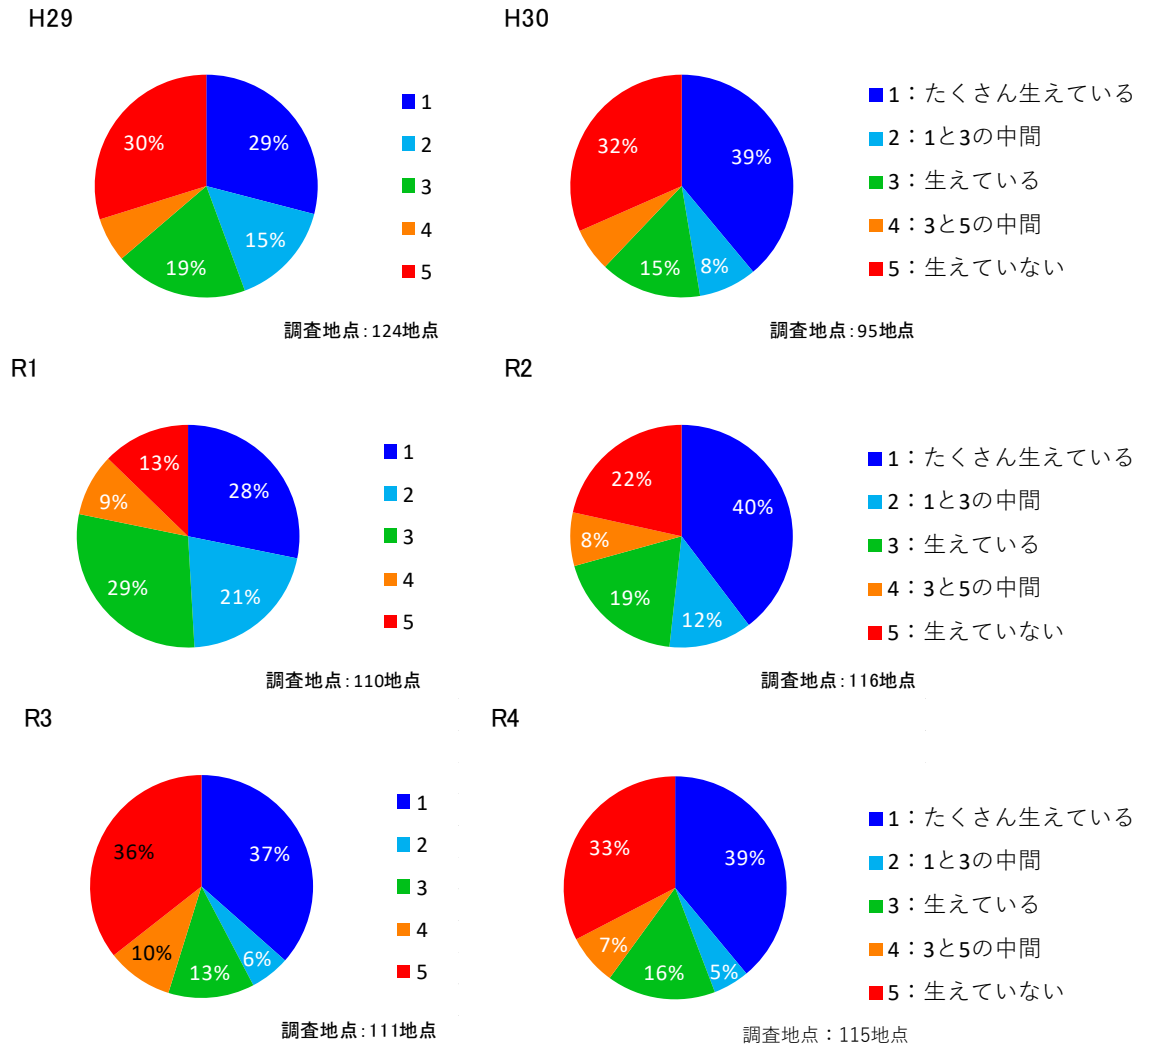 H29
30%
29%
15%
19%
1
2
3
4
5
調査地点：124地点
H30
32%
39%
8%
15%
1：たくさん生えている
2：1と3の中間
3：生えている
4：3と5の中間
5：生えていない
調査地点：95地点
R1
13%
28%
9%
29%
21%
1
2
3
4
5
調査地点：110地点
R2
22%
40%
8%
19%
12%
1：たくさん生えている
2：1と3の中間
3：生えている
4：3と5の中間
5：生えていない
調査地点：116地点
R3
36%
37%
10%
13%
6%
1
2
3
4
5
調査地点：111地点
R4
33%
39%
7%
16%
5%
1：たくさん生えている
2：1と3の中間
3：生えている
4：3と5の中間
5：生えていない
調査地点：115地点